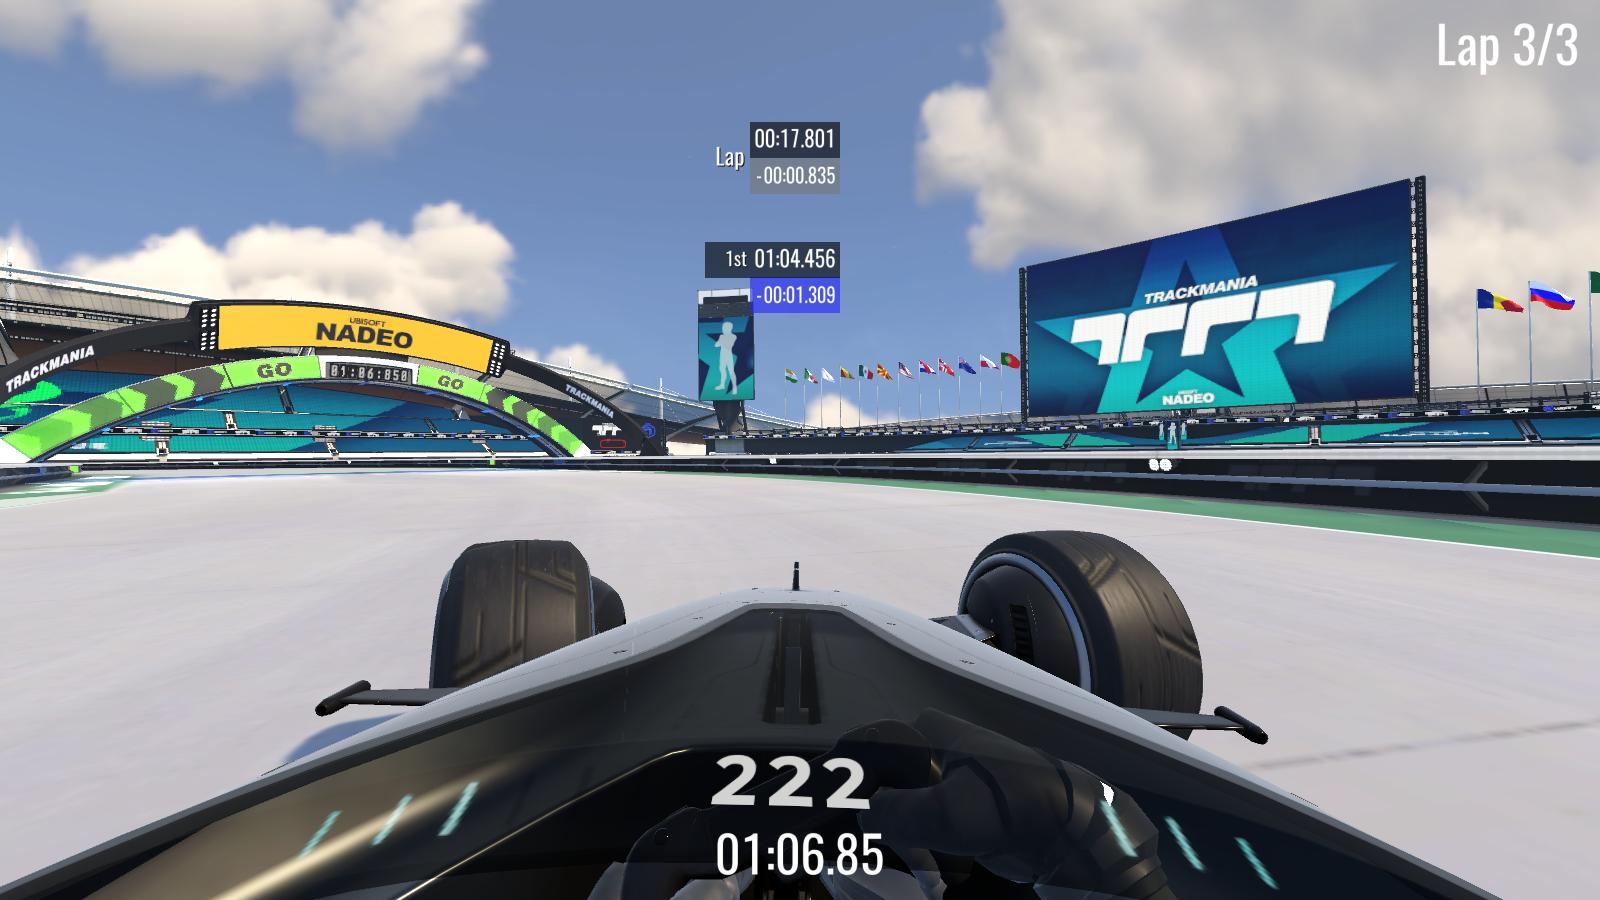 Lap 3/3
00:17.801
Lap
-00:00.835
1st 01:04.456
-00:01.309
UBISOFT
NADEO
TRACKMANIA
TRACKMANIA
GO
01:06:850
GO
TRACKMANIA
NADEO
222
01:06.85